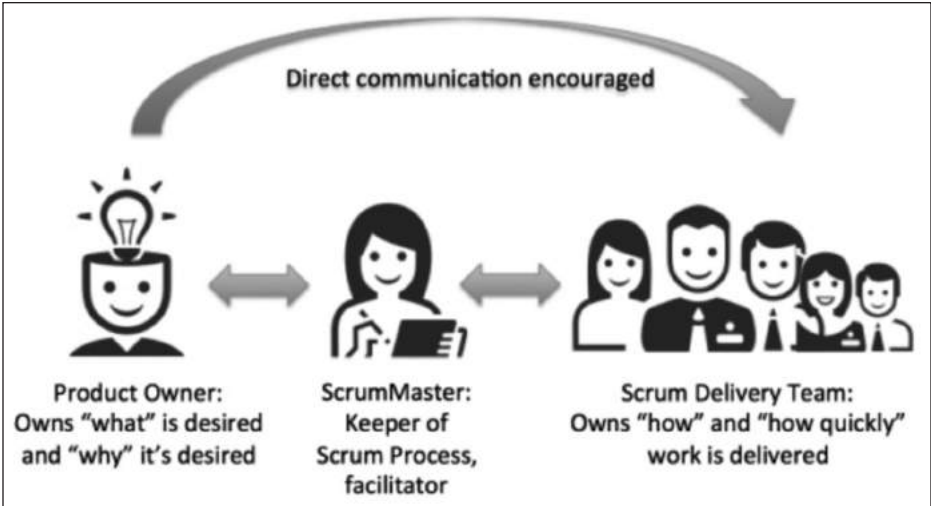 Direct communication encouraged
Product Owner:
Owns “what” is desired
and “why” it’s desired
ScrumMaster:
Keeper of
Scrum Process,
facilitator
Scrum Delivery Team:
Owns “how” and “how quickly”
work is delivered